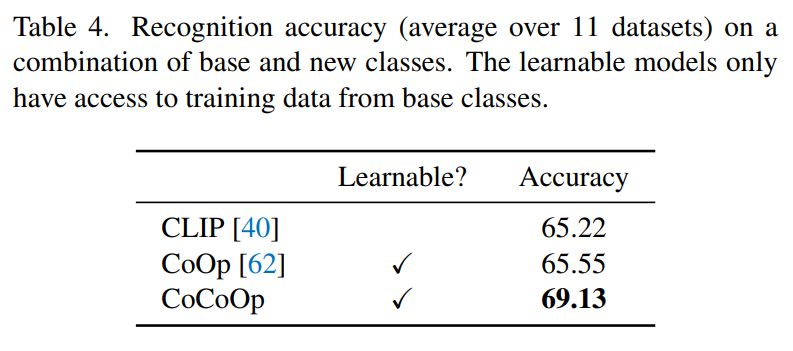 Table 4. Recognition accuracy (average over 11 datasets) on a
combination of base and new classes. The learnable models only
have access to training data from base classes.
Learnable? Accuracy
CLIP [40] 65.22
CoOp [62] ✓ 65.55
CoCoOp ✓ 69.13